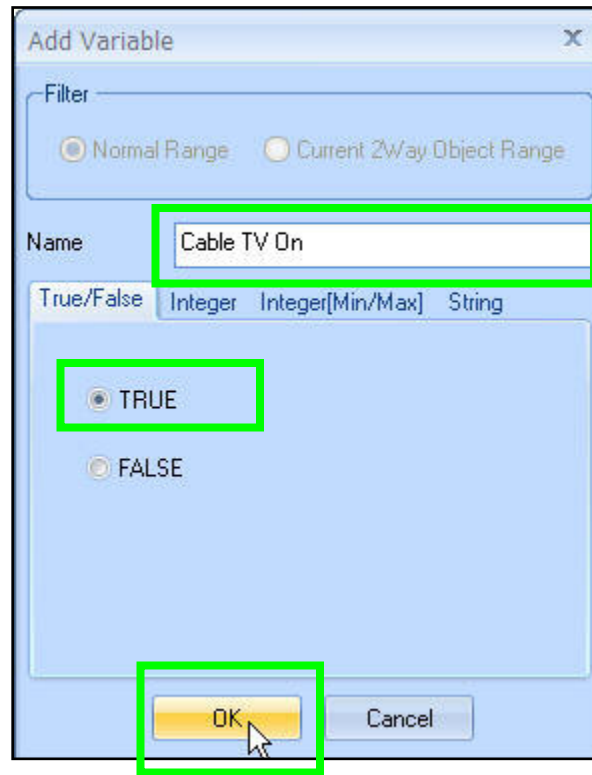 Add Variable X
Filter
Normal Range Current 2Way Object Range
Name Cable TV On
True/False Integer Integer[Min/Max] String
TRUE
FALSE
OK Cancel